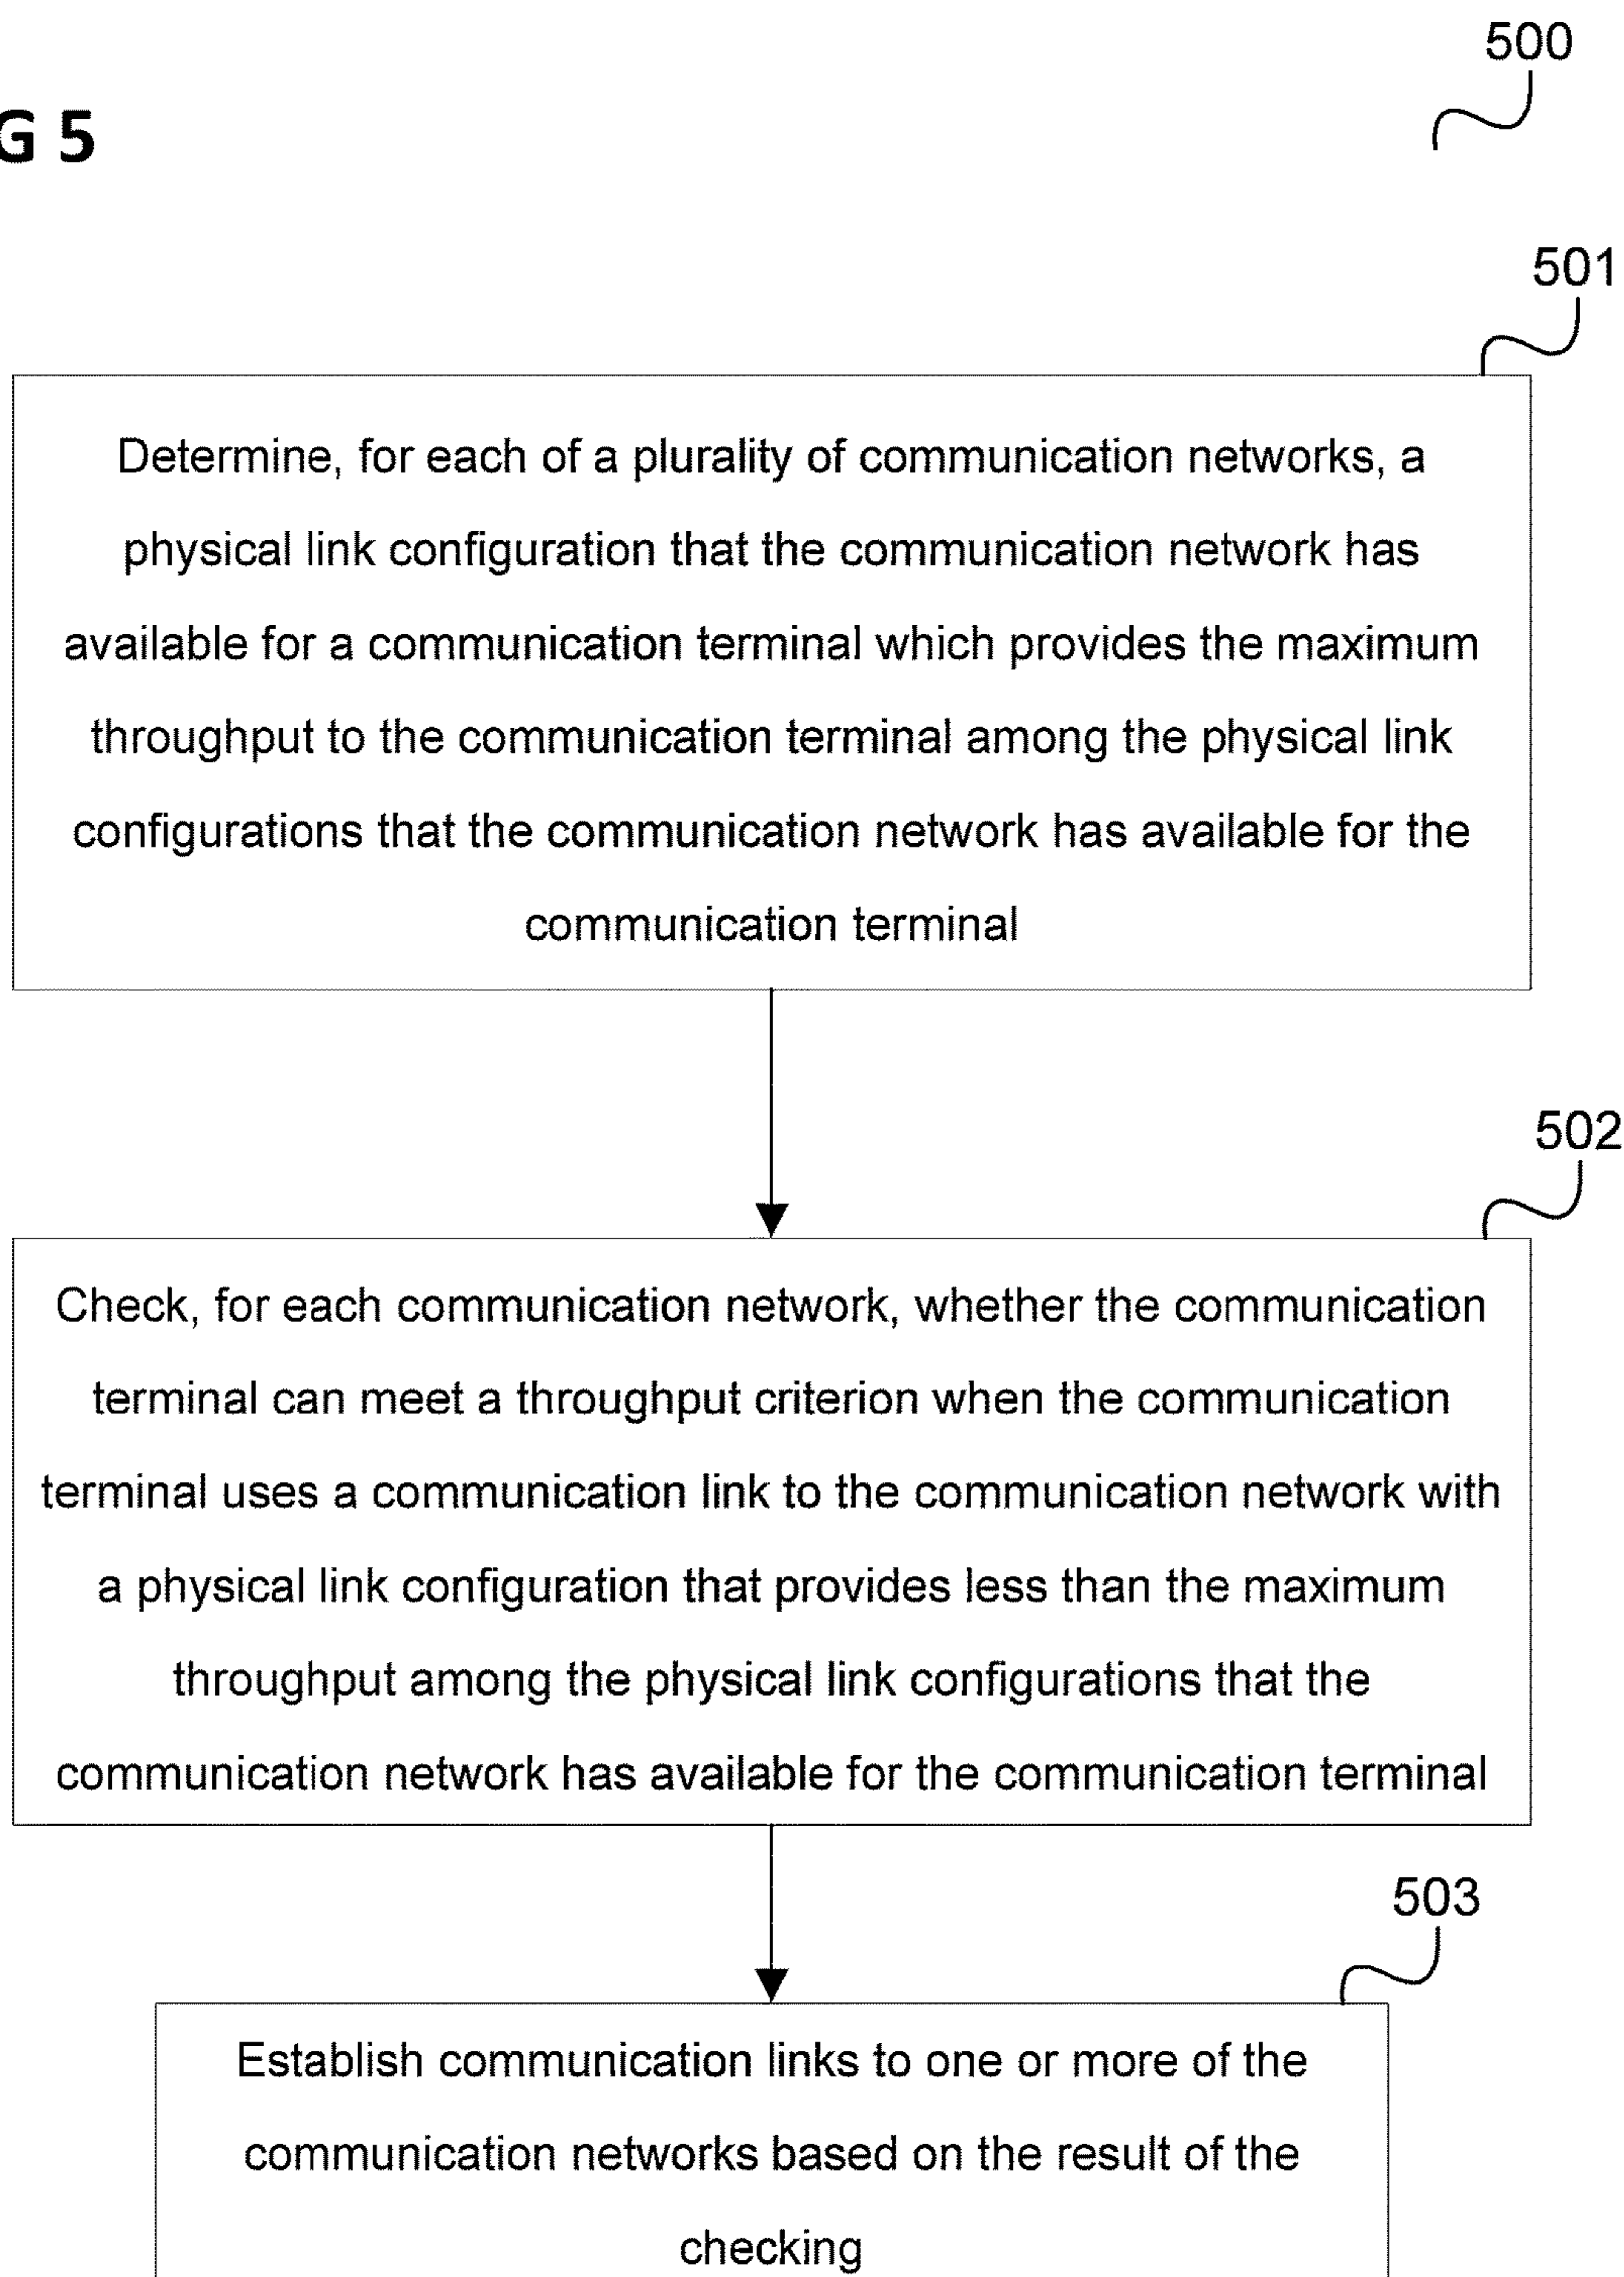 500
G 5
501
Determine, for each of a plurality of communication networks, a
physical link configuration that the communication network has
available for a communication terminal which provides the maximum
throughput to the communication terminal among the physical link
configurations that the communication network has available for the
communication terminal
502
Check, for each communication network, whether the communication
terminal can meet a throughput criterion when the communication
terminal uses a communication link to the communication network with
a physical link configuration that provides less than the maximum
throughput among the physical link configurations that the
communication network has available for the communication terminal
503
Establish communication links to one or more of the
communication networks based on the result of the
checking